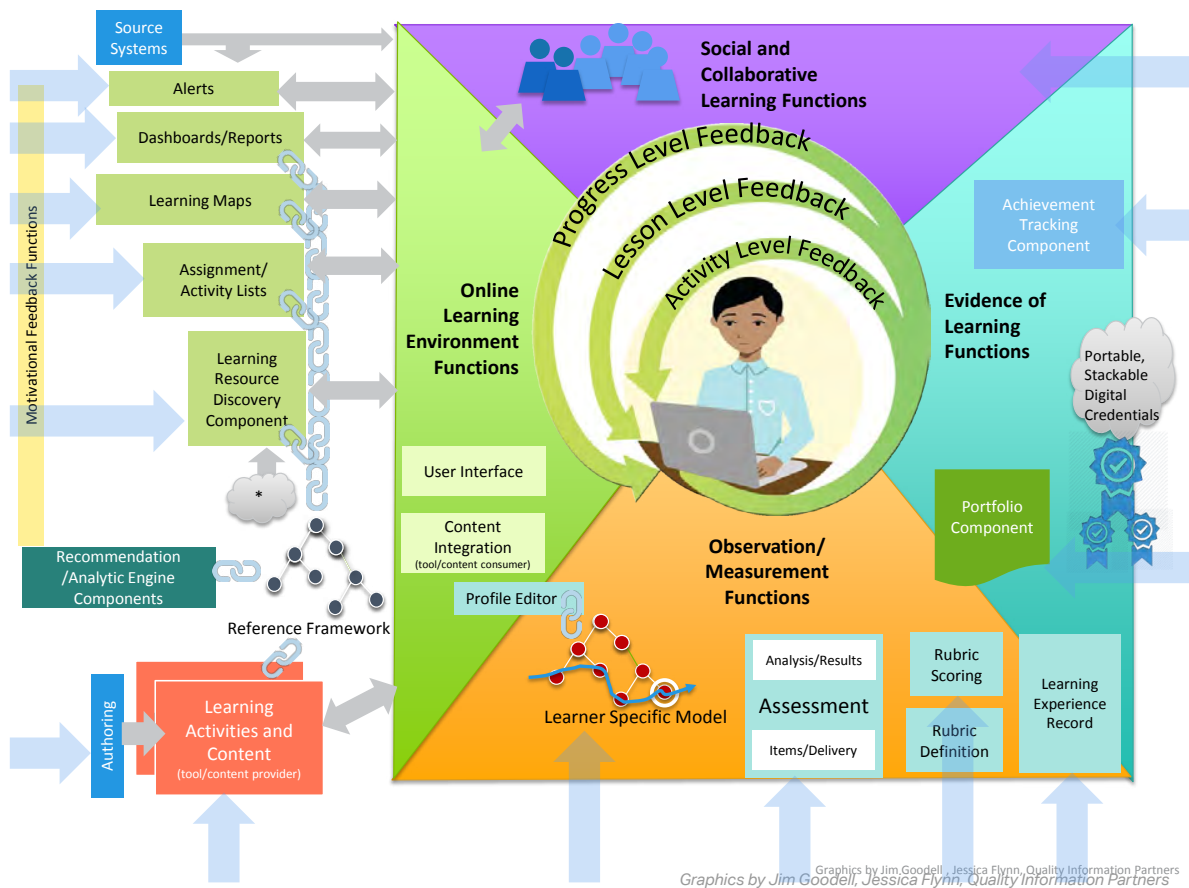 Source
Systems
Alerts
Dashboards/Reports
Learning Maps
Assignment/
Activity Lists
Learning
Resource
Discovery
Component
Motivational Feedback Functions
*
Recommendation
/Analytic Engine
Components
Reference Framework
Authoring
Learning
Activities and
Content
(tool/content provider)
Social and
Collaborative
Learning Functions
Progress Level Feedback
Lesson Level Feedback
Activity Level Feedback
Online
Learning
Environment
Functions
User Interface
Content
Integration
(tool/content consumer)
Profile Editor
Learner Specific Model
Observation/
Measurement
Functions
Analysis/Results
Assessment
Items/Delivery
Rubric
Scoring
Rubric
Definition
Learning
Experience
Record
Achievement
Tracking
Component
Evidence of
Learning
Functions
Portable,
Stackable
Digital
Credentials
Portfolio
Component
Graphics by Jim Goodell , Jessica Flynn, Quality Information Partners
Graphics by Jim Goodell, Jessica Flynn, Quality Information Partners